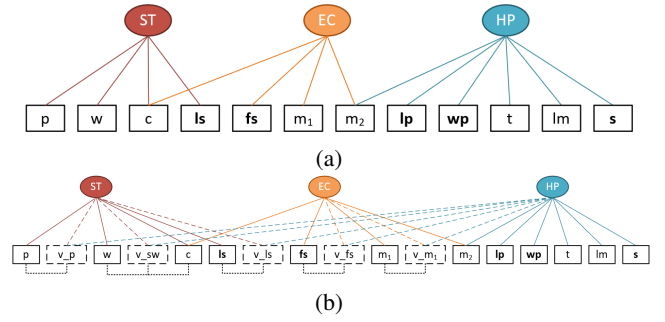 ST EC HP
p w c ls fs m₁ m₂ lp wp t lm s
(a)
ST EC HP
p v_p w v_sw c ls v_ls fs v_fs m₁ v_m₁ m₂ lp wp t lm s
(b)